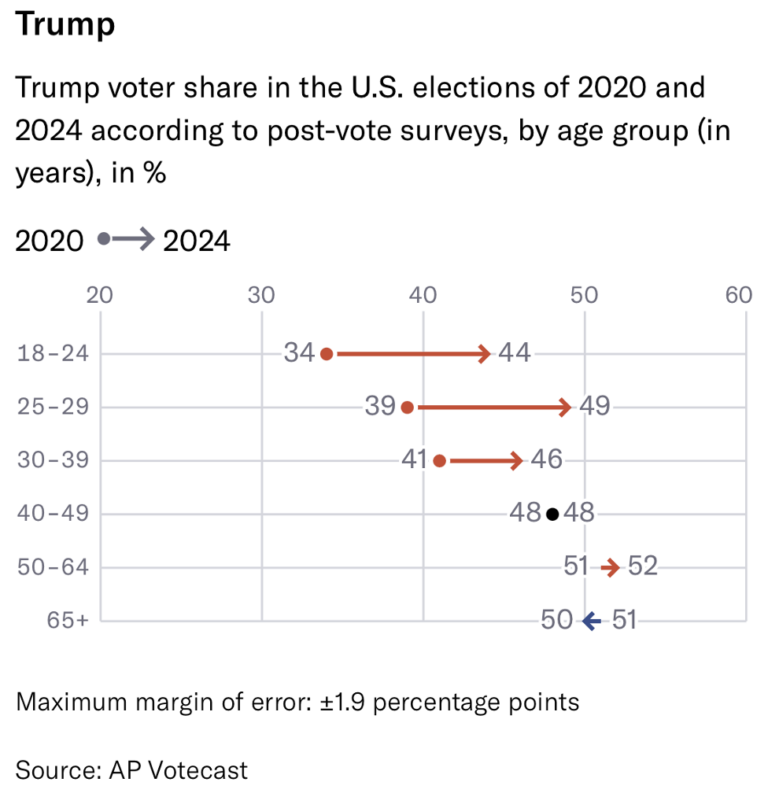 Trump
Trump voter share in the U.S. elections of 2020 and
2024 according to post-vote surveys, by age group (in
years), in %
2020 2024
20 30 40 50 60
18–24 34 44
25–29 39 49
30–39 41 46
40–49 48 48
50–64 51 52
65+ 50 51
Maximum margin of error: ±1.9 percentage points
Source: AP Votecast